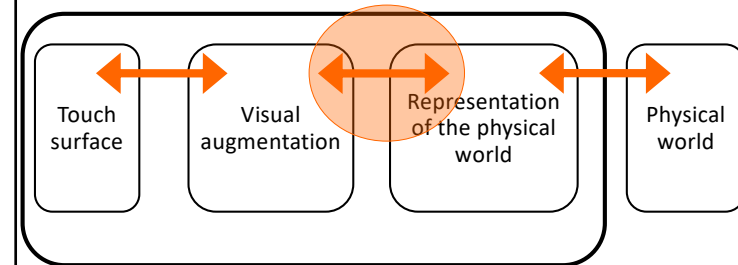 Touch
surface
Visual
augmentation
Representation
of the physical
world
Physical
world